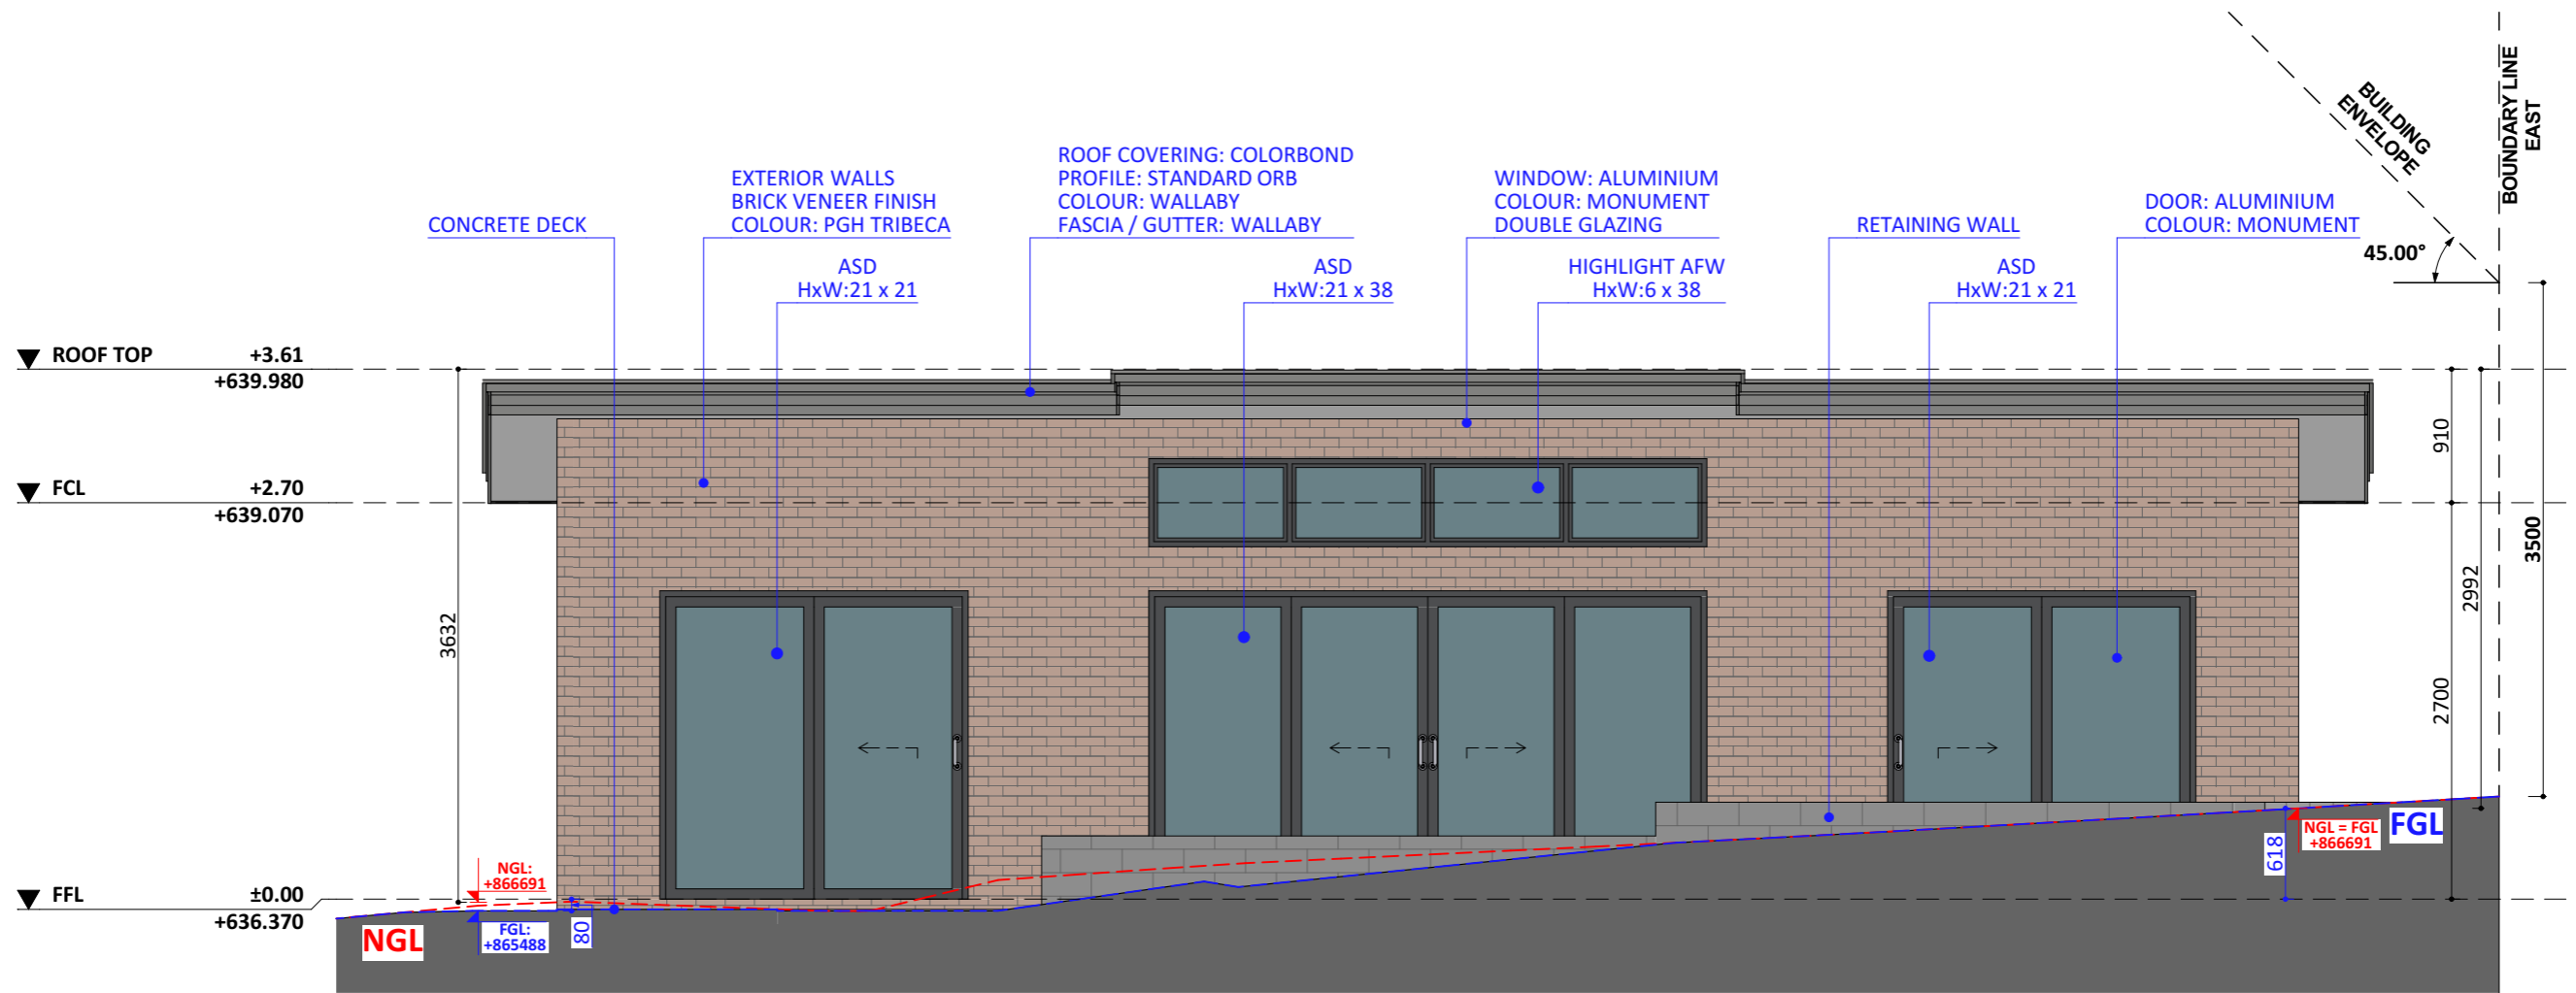 BUILDING
ENVELOPE
BOUNDARY LINE
EAST
45.00°
CONCRETE DECK
EXTERIOR WALLS
BRICK VENEER FINISH
COLOUR: PGH TRIBECA
ROOF COVERING: COLORBOND
PROFILE: STANDARD ORB
COLOUR: WALLABY
FASCIA / GUTTER: WALLABY
WINDOW: ALUMINIUM
COLOUR: MONUMENT
DOUBLE GLAZING
RETAINING WALL
DOOR: ALUMINIUM
COLOUR: MONUMENT
ASD
HxW:21 x 21
ASD
HxW:21 x 38
HIGHLIGHT AFW
HxW:6 x 38
ASD
HxW:21 x 21
ROOF TOP +3.61
+639.980
FCL +2.70
+639.070
FFL ±0.00
+636.370
3632
910
2700
2992
3500
618
80
NGL:
+866691
FGL:
+865488
NGL
NGL = FGL
+866691
FGL